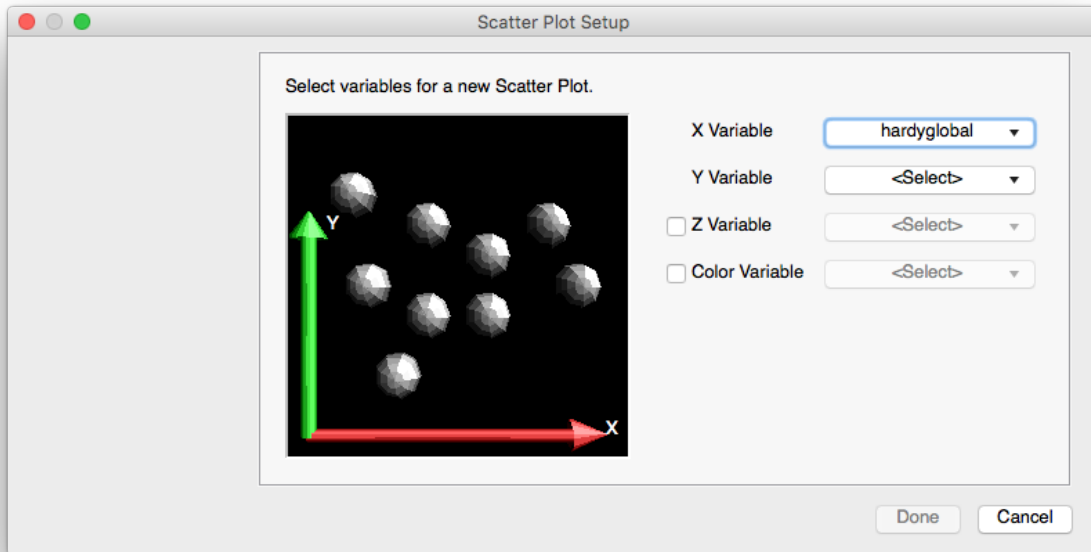 Scatter Plot Setup
Select variables for a new Scatter Plot.
X Variable hardyglobal
Y Variable <Select>
Z Variable <Select>
Color Variable <Select>
Y
X
Done Cancel